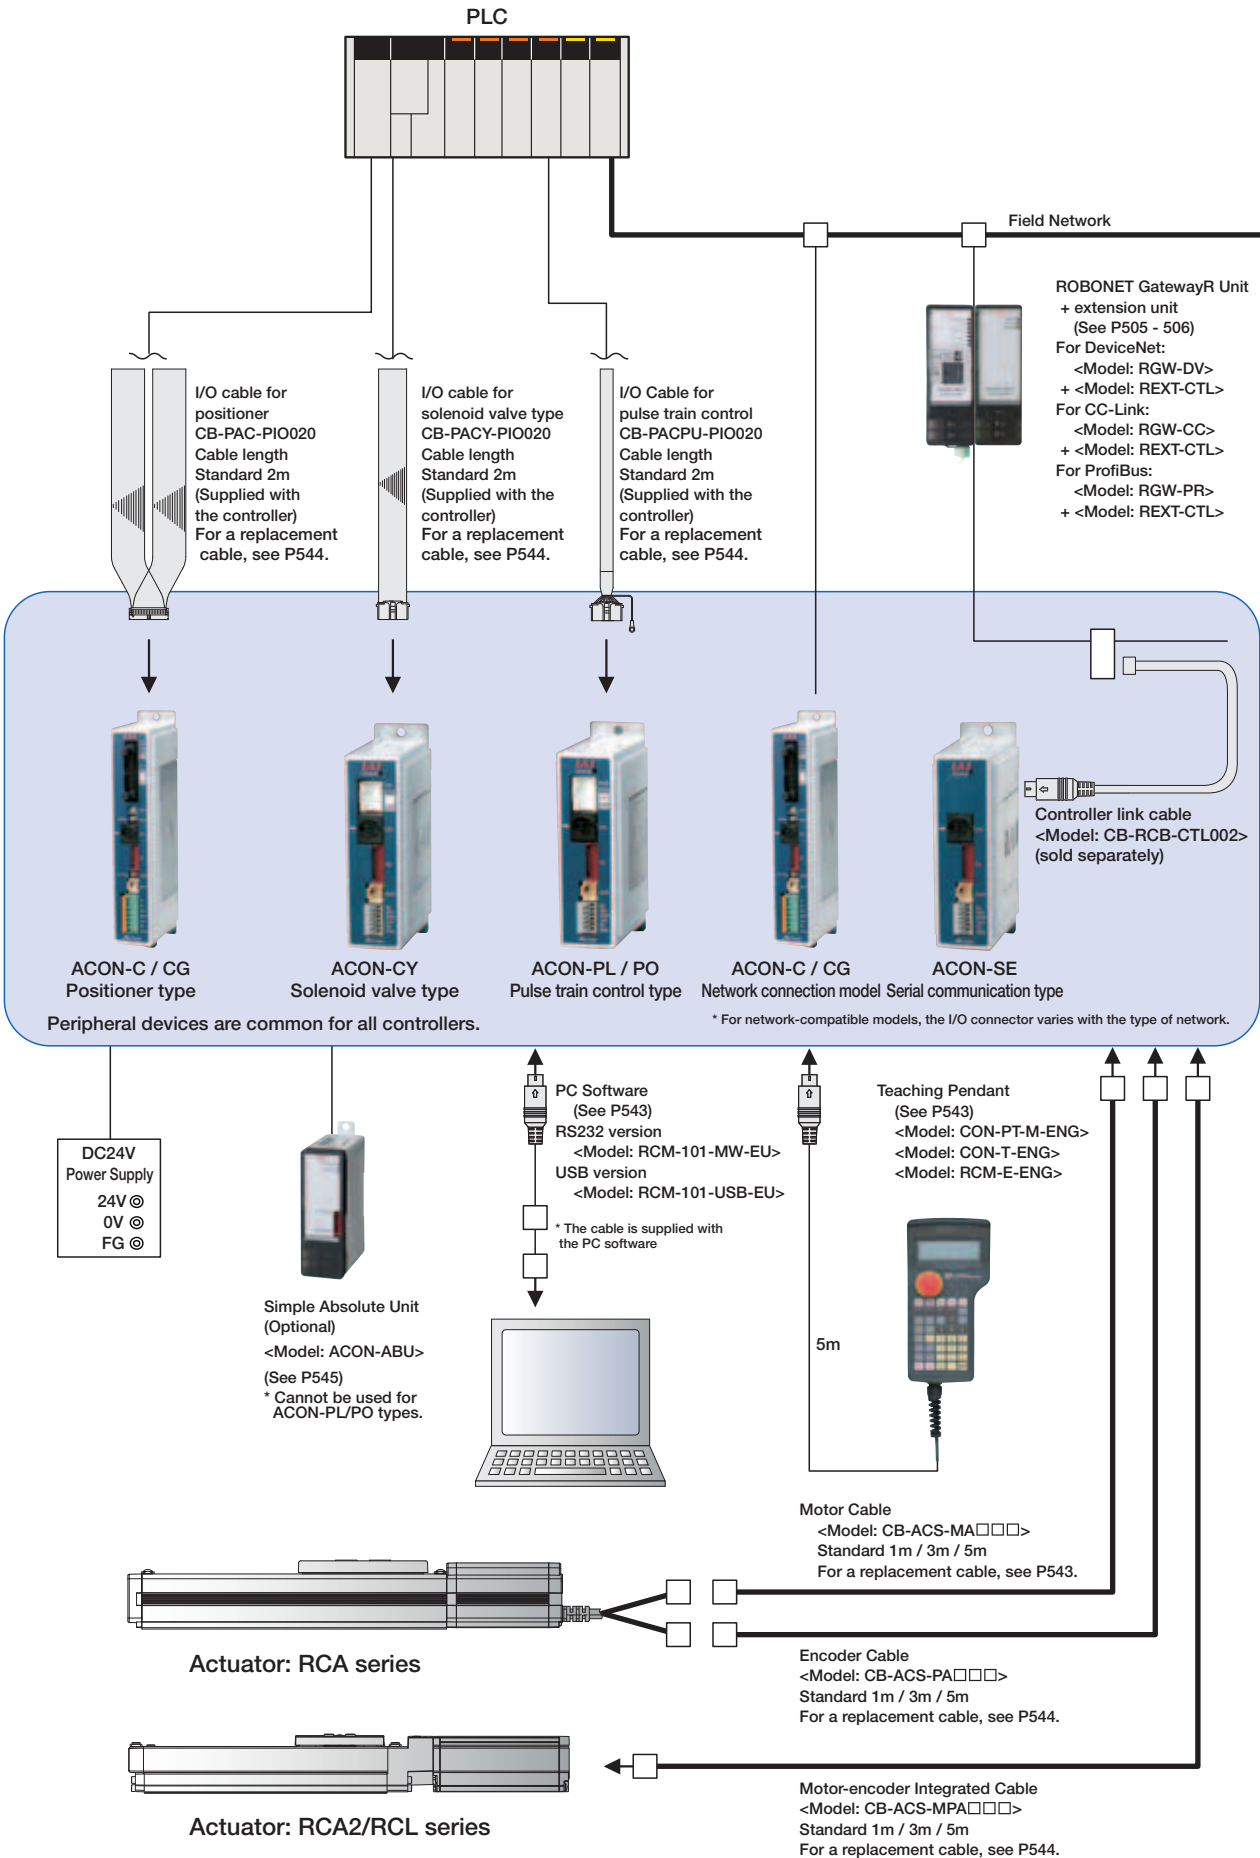 PLC
Field Network
ROBONET GatewayR Unit
+ extension unit
(See P505 - 506)
For DeviceNet:
<Model: RGW-DV>
+ <Model: REXT-CTL>
For CC-Link:
<Model: RGW-CC>
+ <Model: REXT-CTL>
For ProfiBus:
<Model: RGW-PR>
+ <Model: REXT-CTL>
I/O cable for
positioner
CB-PAC-PIO020
Cable length
Standard 2m
(Supplied with
the controller)
For a replacement
cable, see P544.
I/O cable for
solenoid valve type
CB-PACY-PIO020
Cable length
Standard 2m
(Supplied with the
controller)
For a replacement
cable, see P544.
I/O Cable for
pulse train control
CB-PACPU-PIO020
Cable length
Standard 2m
(Supplied with the
controller)
For a replacement
cable, see P544.
Controller link cable
<Model: CB-RCB-CTL002>
(sold separately)
ACON-C / CG
Positioner type
ACON-CY
Solenoid valve type
ACON-PL / PO
Pulse train control type
ACON-C / CG
Network connection model
ACON-SE
Serial communication type
Peripheral devices are common for all controllers.
* For network-compatible models, the I/O connector varies with the type of network.
DC24V
Power Supply
24V
0V
FG
Simple Absolute Unit
(Optional)
<Model: ACON-ABU>
(See P545)
* Cannot be used for
ACON-PL/PO types.
PC Software
(See P543)
RS232 version
<Model: RCM-101-MW-EU>
USB version
<Model: RCM-101-USB-EU>
* The cable is supplied with
the PC software
Teaching Pendant
(See P543)
<Model: CON-PT-M-ENG>
<Model: CON-T-ENG>
<Model: RCM-E-ENG>
5m
Motor Cable
<Model: CB-ACS-MA□□□>
Standard 1m / 3m / 5m
For a replacement cable, see P543.
Actuator: RCA series
Encoder Cable
<Model: CB-ACS-PA□□□>
Standard 1m / 3m / 5m
For a replacement cable, see P544.
Actuator: RCA2/RCL series
Motor-encoder Integrated Cable
<Model: CB-ACS-MPA□□□>
Standard 1m / 3m / 5m
For a replacement cable, see P544.